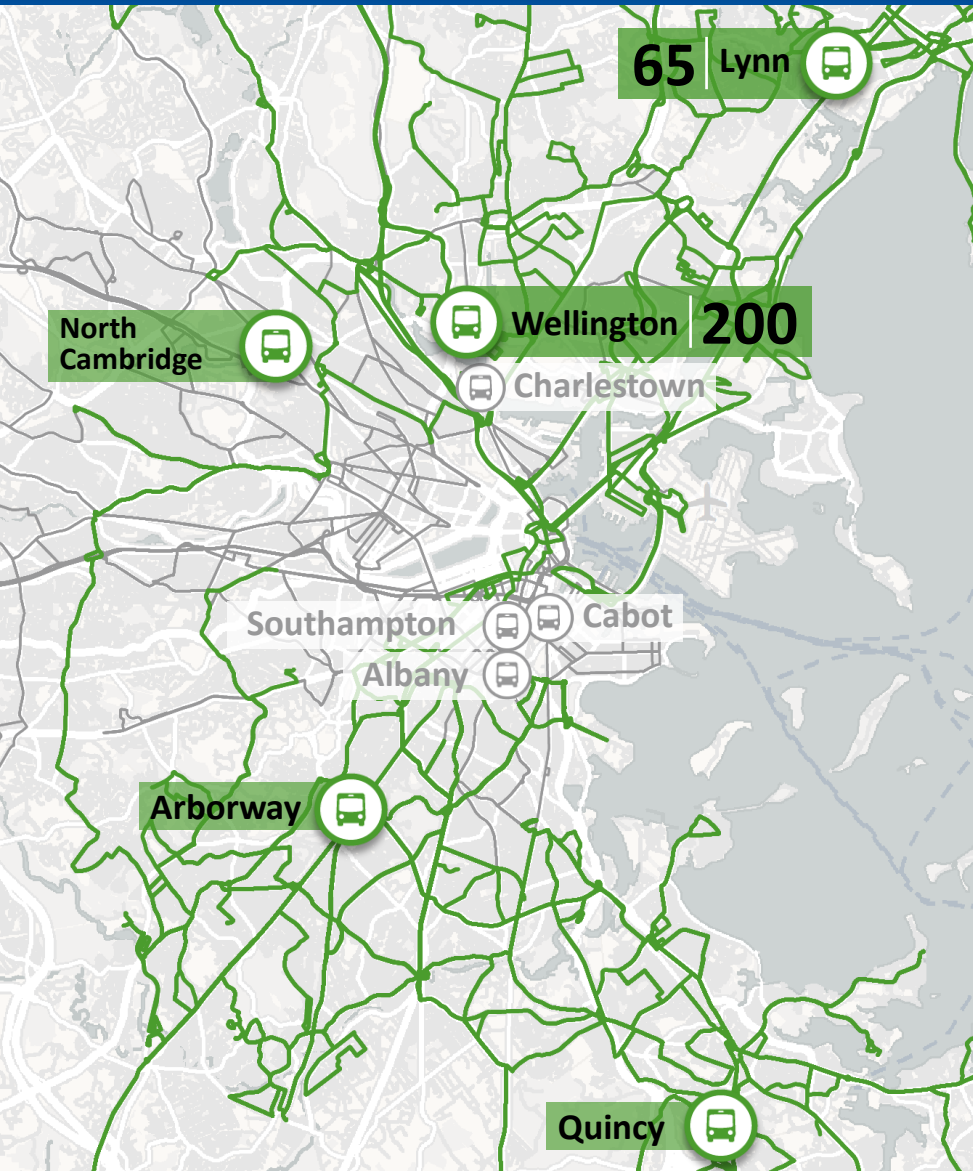 65 Lynn
North
Cambridge
Wellington 200
Charlestown
Southampton
Cabot
Albany
Arborway
Quincy